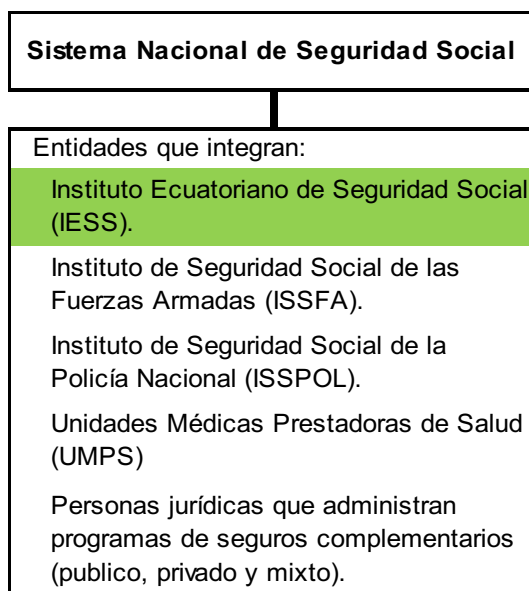 Sistema Nacional de Seguridad Social
Entidades que integran:
Instituto Ecuatoriano de Seguridad Social
(IESS).
Instituto de Seguridad Social de las
Fuerzas Armadas (ISSFA).
Instituto de Seguridad Social de la
Policía Nacional (ISSPOL).
Unidades Médicas Prestadoras de Salud
(UMPS)
Personas jurídicas que administran
programas de seguros complementarios
(publico, privado y mixto).